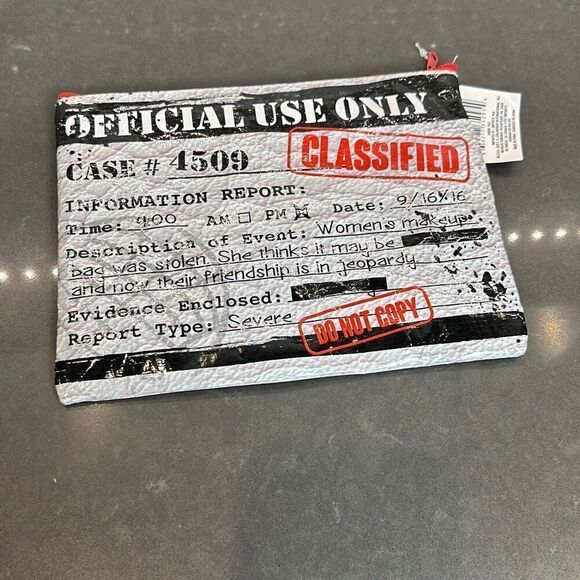 OFFICIAL USE ONLY
CASE # 4509
CLASSIFIED
INFORMATION REPORT:
Time: 9:00 AM PM Date: 9/16/16
Description of Event: Women's makeup
bag was stolen. She thinks it may be
and now their friendship is in jeopardy.
Evidence Enclosed:
Report Type: Severe
DO NOT COPY